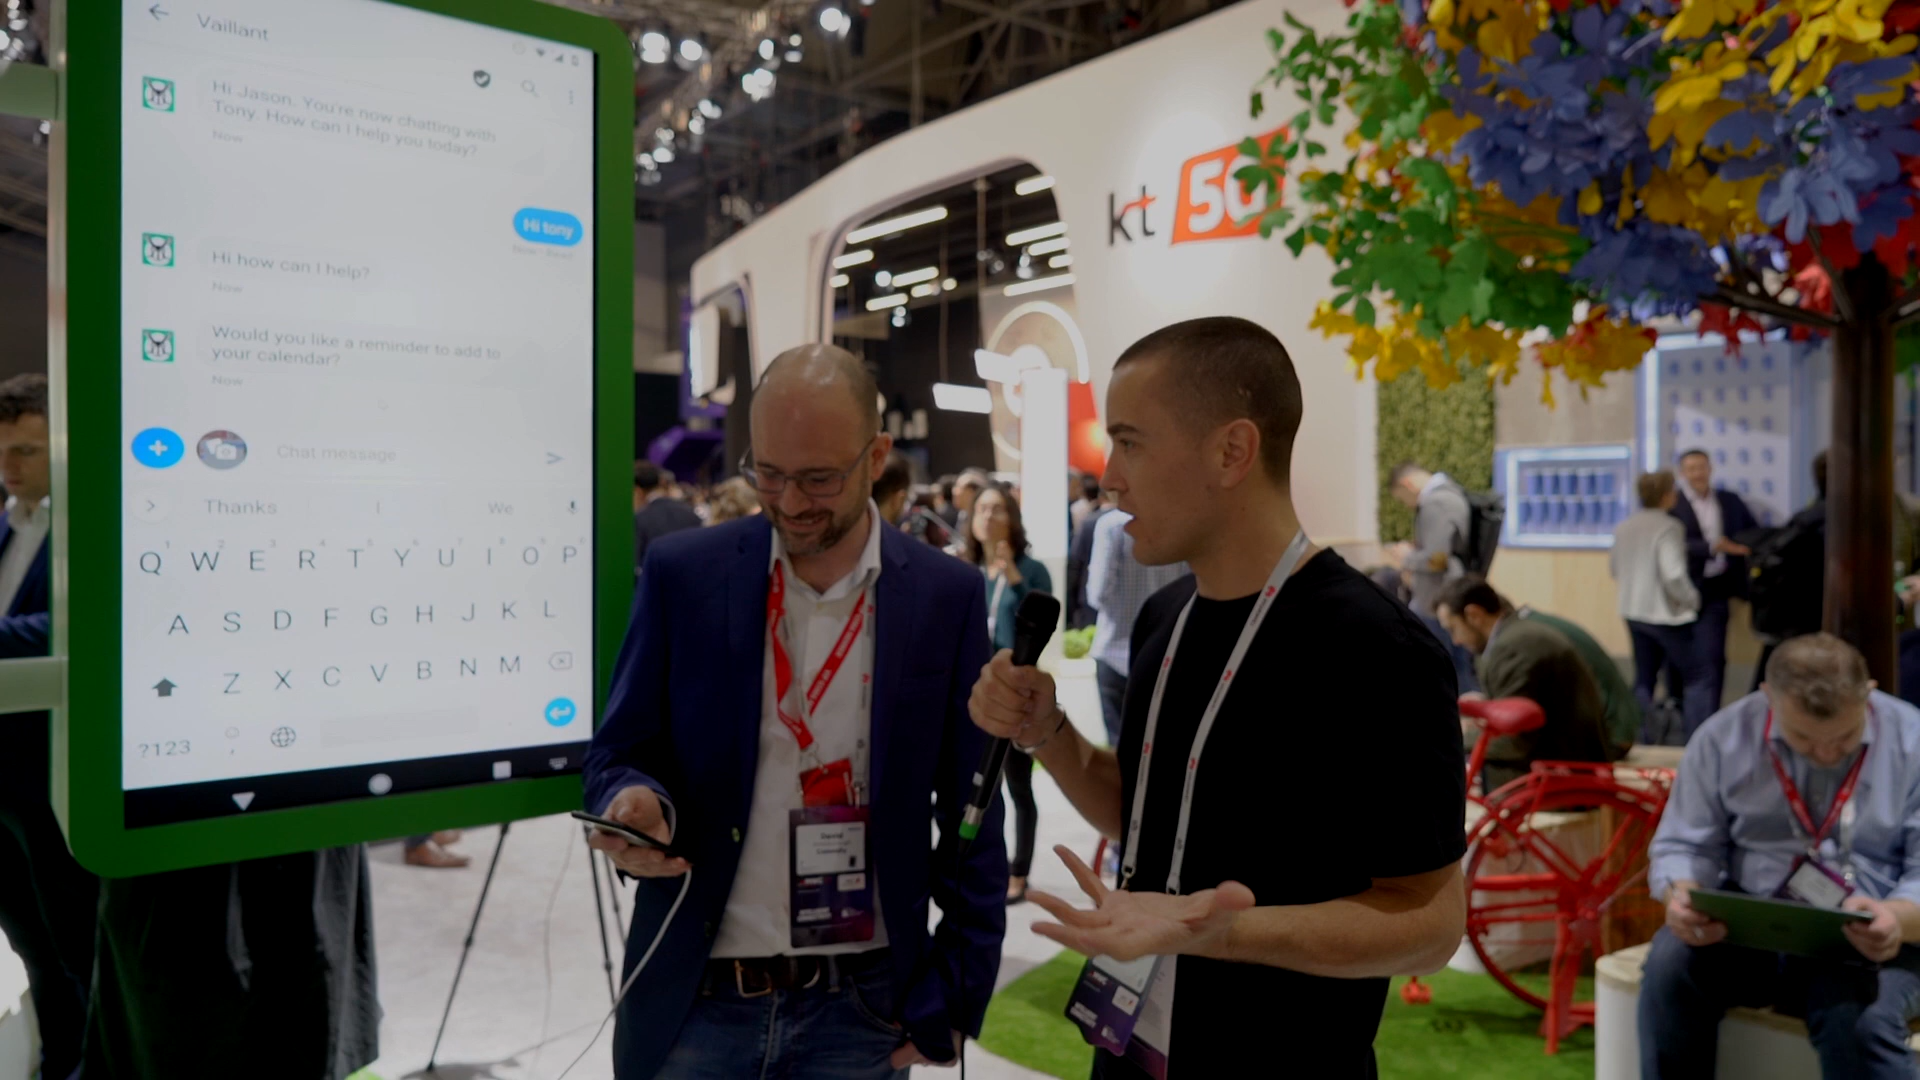 Vaillant
Hi Jason. You're now chatting with
Tony. How can I help you today?
Now
Hi tony
Hi how can I help?
Now
Would you like a reminder to add to
your calendar?
Now
Chat message
Thanks
I
We
Q W E R T Y U I O P
A S D F G H J K L
Z X C V B N M
?123 ,
kt 5G
David